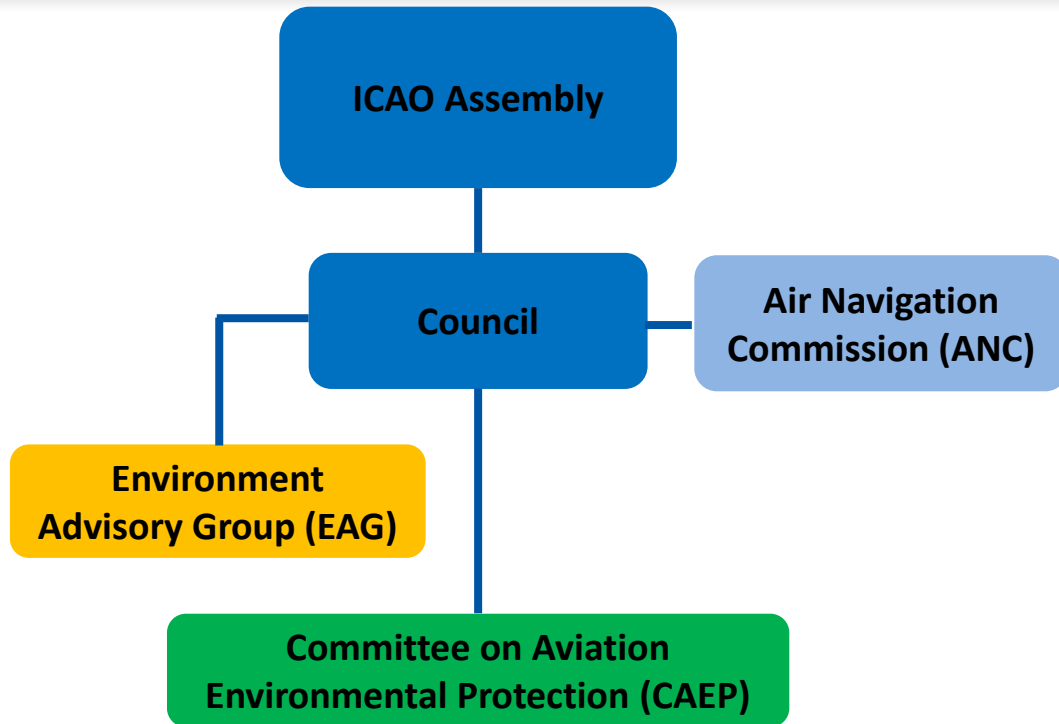 ICAO Assembly
Council
Air Navigation
Commission (ANC)
Environment
Advisory Group (EAG)
Committee on Aviation
Environmental Protection (CAEP)